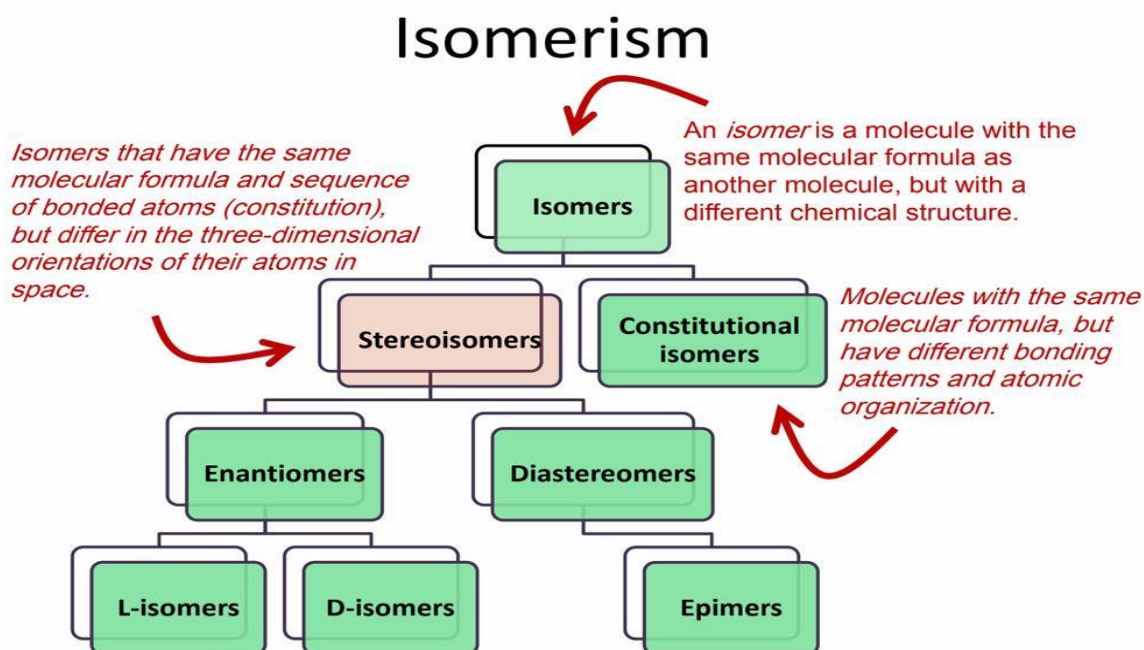 Isomerism
An isomer is a molecule with the
same molecular formula as
another molecule, but with a
different chemical structure.
Isomers that have the same
molecular formula and sequence
of bonded atoms (constitution),
but differ in the three-dimensional
orientations of their atoms in
space.
Isomers
Stereoisomers
Constitutional
isomers
Molecules with the same
molecular formula, but
have different bonding
patterns and atomic
organization.
Enantiomers
Diastereomers
L-isomers
D-isomers
Epimers